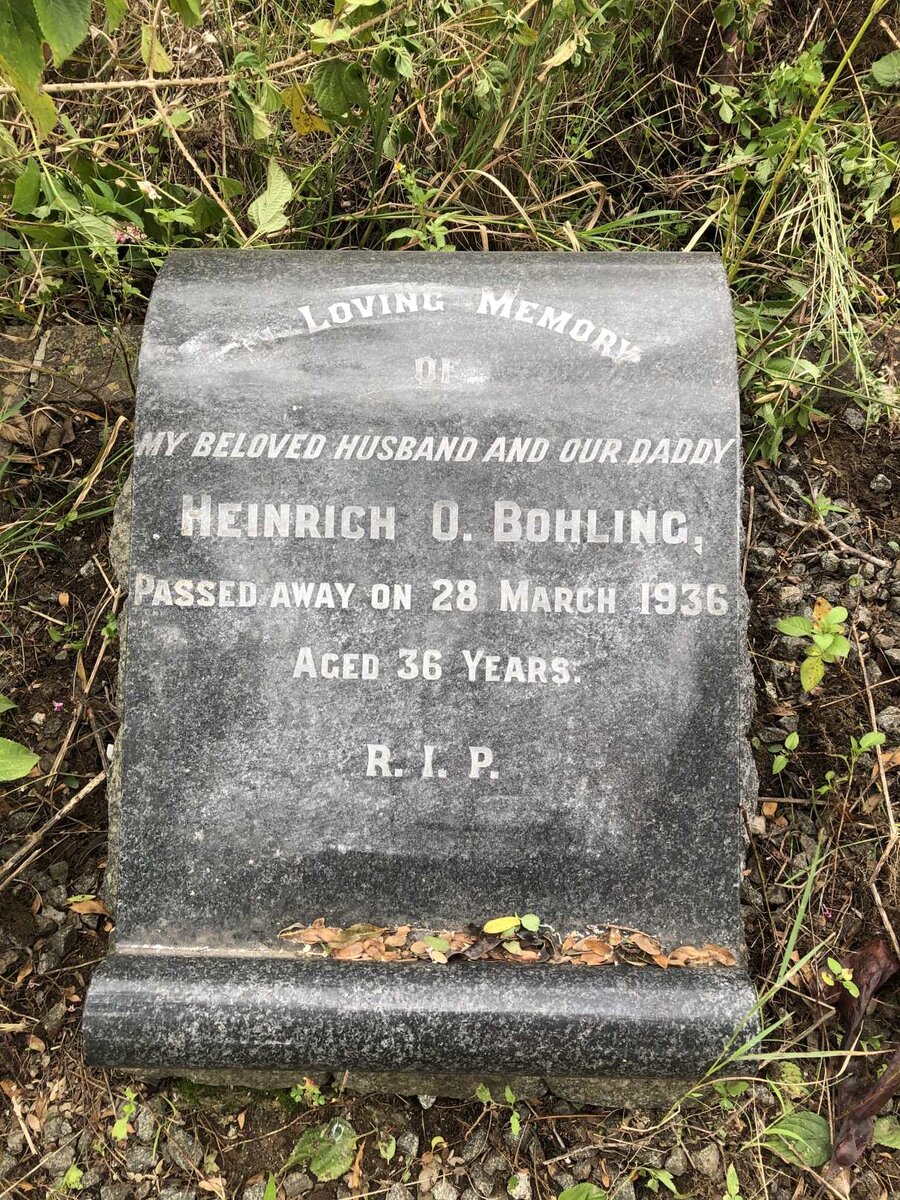 In Loving Memory
OF
MY BELOVED HUSBAND AND OUR DADDY
HEINRICH O. BOHLING,
PASSED AWAY ON 28 MARCH 1936
AGED 36 YEARS.
R. I. P.